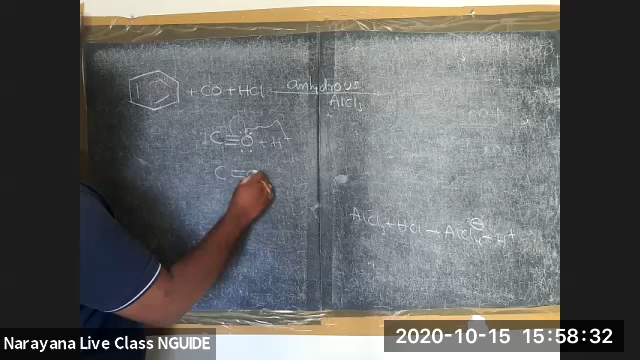 + CO + HCl anhydrous
AlCl3
C≡O + H+
C=O
AlCl3 + HCl → AlCl4⊖ + H+
Narayana Live Class NGUIDE
2020-10-15 15:58:32